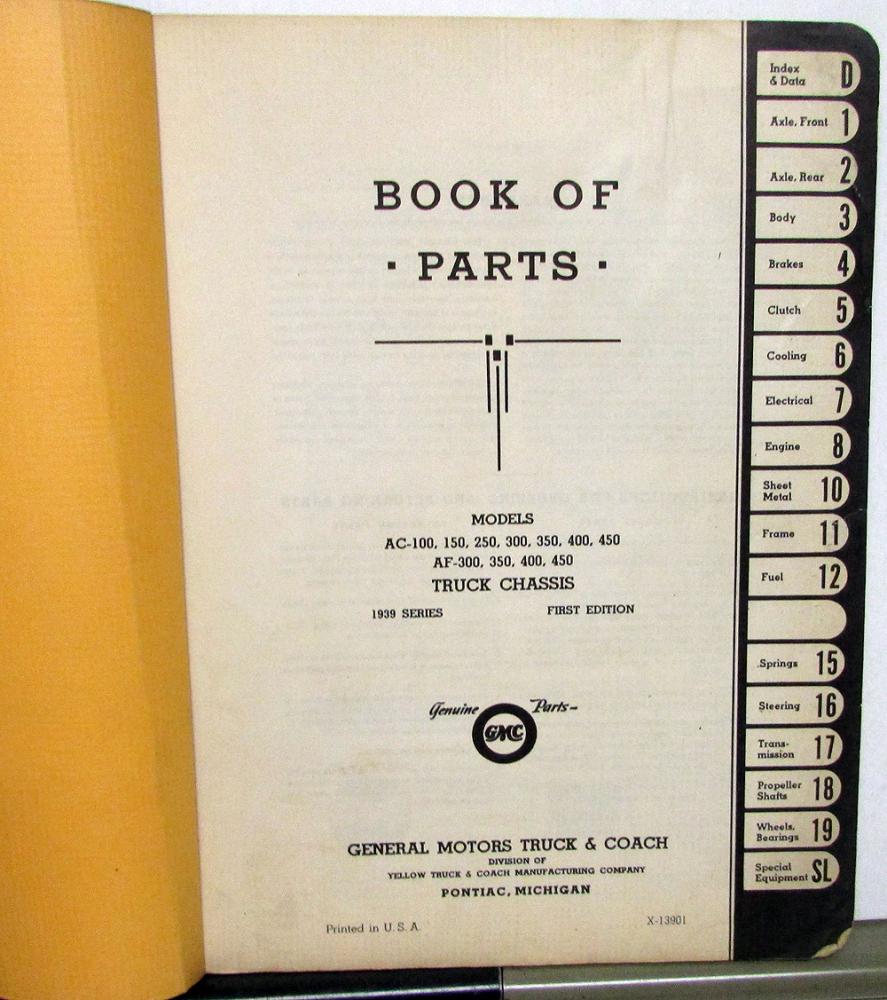 BOOK OF
· PARTS ·
MODELS
AC-100, 150, 250, 300, 350, 400, 450
AF-300, 350, 400, 450
TRUCK CHASSIS
1939 SERIES FIRST EDITION
Genuine Parts-
GMC
GENERAL MOTORS TRUCK & COACH
DIVISION OF
YELLOW TRUCK & COACH MANUFACTURING COMPANY
PONTIAC, MICHIGAN
Printed in U. S. A. X-13901
Index
& Data D
Axle, Front 1
Axle, Rear 2
Body 3
Brakes 4
Clutch 5
Cooling 6
Electrical 7
Engine 8
Sheet
Metal 10
Frame 11
Fuel 12
Springs 15
Steering 16
Trans-
mission 17
Propeller
Shafts 18
Wheels,
Bearings 19
Special
Equipment SL